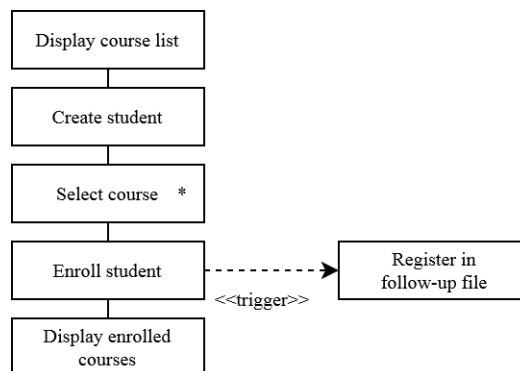 Display course list
Create student
Select course *
Enroll student
Register in
follow-up file
<<trigger>>
Display enrolled
courses